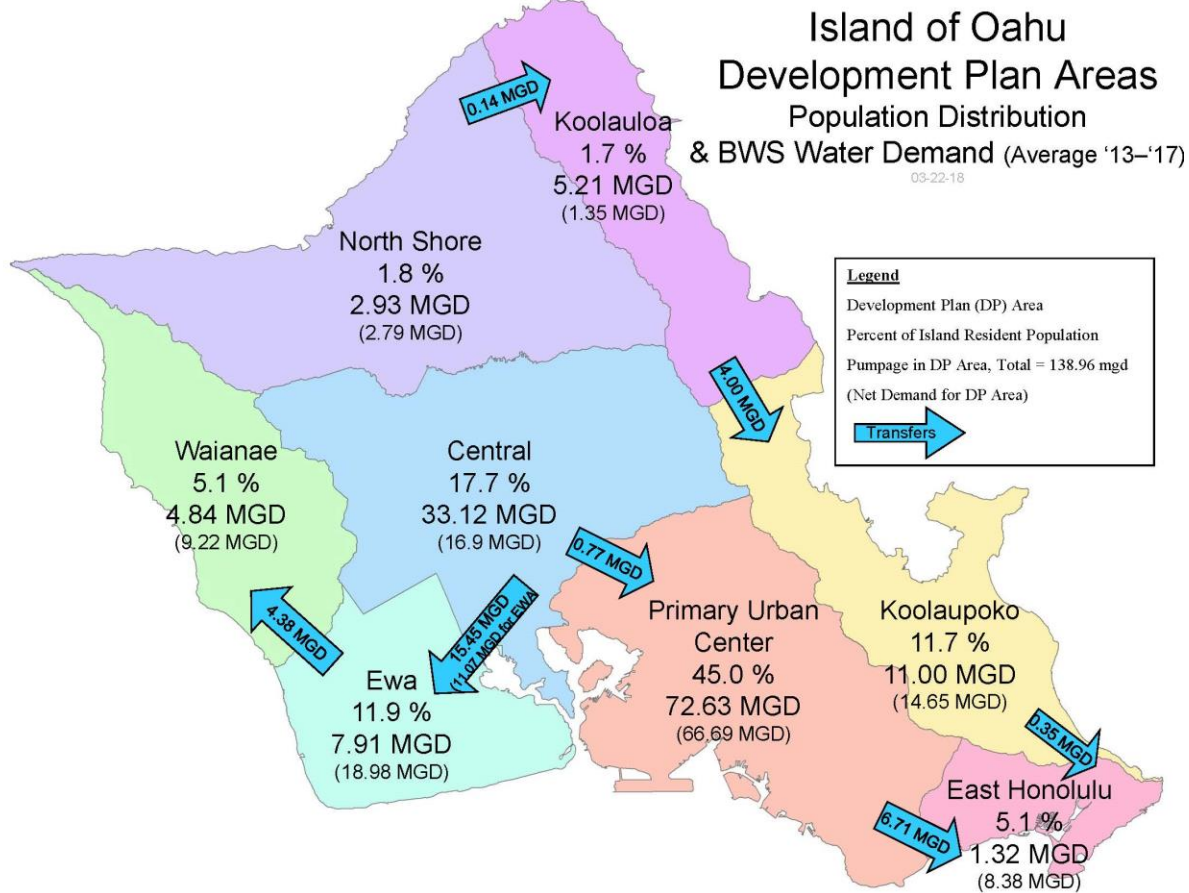 Island of Oahu
Development Plan Areas
Population Distribution
& BWS Water Demand (Average ‘13–‘17)
03-22-18
0.14 MGD
Koolauloa
1.7 %
5.21 MGD
(1.35 MGD)
North Shore
1.8 %
2.93 MGD
(2.79 MGD)
Legend
Development Plan (DP) Area
Percent of Island Resident Population
Pumpage in DP Area, Total = 138.96 mgd
(Net Demand for DP Area)
Transfers
4.00 MGD
Waianae
5.1 %
4.84 MGD
(9.22 MGD)
Central
17.7 %
33.12 MGD
(16.9 MGD)
0.77 MGD
15.45 MGD
(11.07 MGD for EWA)
4.38 MGD
Ewa
11.9 %
7.91 MGD
(18.98 MGD)
Primary Urban
Center
45.0 %
72.63 MGD
(66.69 MGD)
Koolaupoko
11.7 %
11.00 MGD
(14.65 MGD)
0.35 MGD
6.71 MGD
East Honolulu
5.1 %
1.32 MGD
(8.38 MGD)